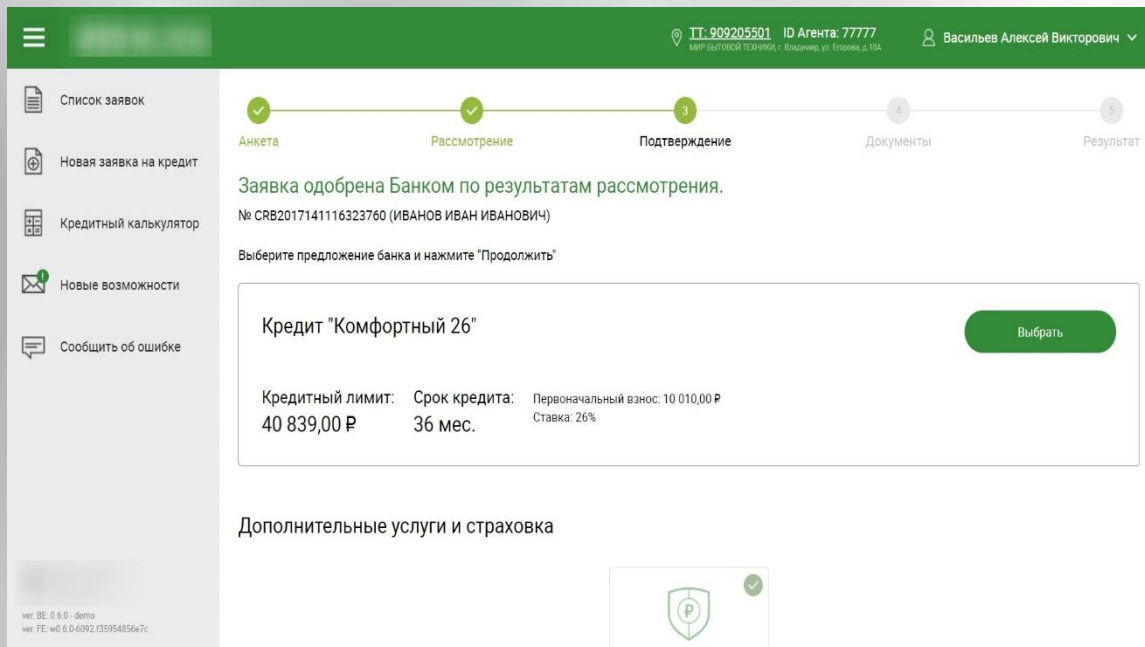 ТТ: 909205501 ID Агента: 77777
МИР БЫТОВОЙ ТЕХНИКИ, г. Владимир, ул. Егорова, д. 10А
Васильев Алексей Викторович
Список заявок
Новая заявка на кредит
Кредитный калькулятор
Новые возможности
Сообщить об ошибке
3
4
5
Анкета
Рассмотрение
Подтверждение
Документы
Результат
Заявка одобрена Банком по результатам рассмотрения.
№ CRB2017141116323760 (ИВАНОВ ИВАН ИВАНОВИЧ)
Выберите предложение банка и нажмите "Продолжить"
Кредит "Комфортный 26"
Выбрать
Кредитный лимит:
40 839,00 ₽
Срок кредита:
36 мес.
Первоначальный взнос: 10 010,00 ₽
Ставка: 26%
Дополнительные услуги и страховка
₽
ver. BE: 0.6.0 - demo
ver. FE: w0.6.0-6092.f35954856e7c